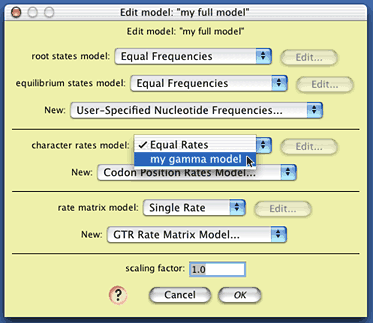 Edit model: "my full model"
Edit model: "my full model"
root states model: Equal Frequencies Edit...
equilibrium states model: Equal Frequencies Edit...
New: User-Specified Nucleotide Frequencies...
character rates model: ✓ Equal Rates Edit...
my gamma model
New: Codon Position Rates Model...
rate matrix model: Single Rate Edit...
New: GTR Rate Matrix Model...
scaling factor: 1.0
? Cancel OK